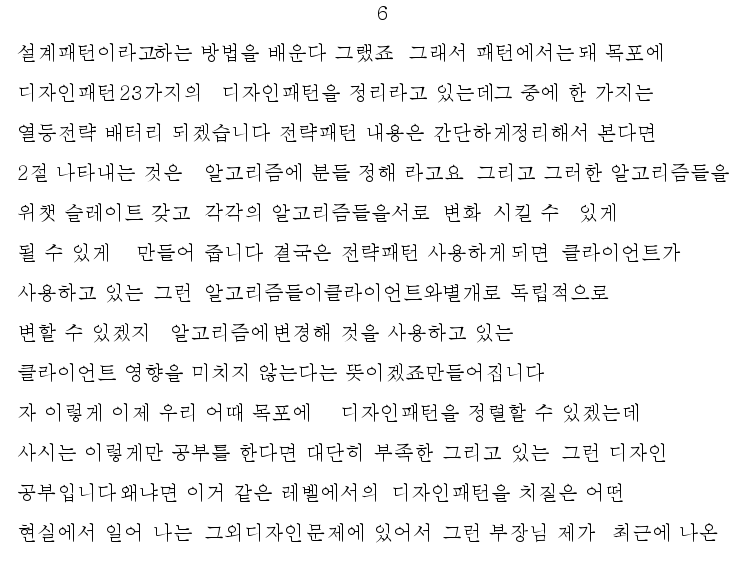 6
설계패턴이라고하는 방법을 배운다 그랬죠 그래서 패턴에서는돼 목포에
디자인패턴23가지의 디자인패턴을 정리라고 있는데그 중에 한 가지는
열등전략 배터리 되겠습니다 전략패턴 내용은 간단하게정리해서 본다면
2절 나타내는 것은 알고리즘에 분들 정해 라고요 그리고 그러한 알고리즘들을
위챗 슬레이트 갖고 각각의 알고리즘들을서로 변화 시킬 수 있게
될 수 있게 만들어 줍니다 결국은 전략패턴 사용하게되면 클라이언트가
사용하고 있는 그런 알고리즘들이클라이언트와별개로 독립적으로
변할 수 있겠지 알고리즘에변경해 것을 사용하고 있는
클라이언트 영향을 미치지 않는다는 뜻이겠죠만들어집니다
자 이렇게 이제 우리 어때 목포에 디자인패턴을 정렬할 수 있겠는데
사시는 이렇게만 공부를 한다면 대단히 부족한 그리고 있는 그런 디자인
공부입니다왜냐면 이거 같은 레벨에서의 디자인패턴을 치질은 어떤
현실에서 일어 나는 그외디자인문제에 있어서 그런 부장님 제가 최근에 나온